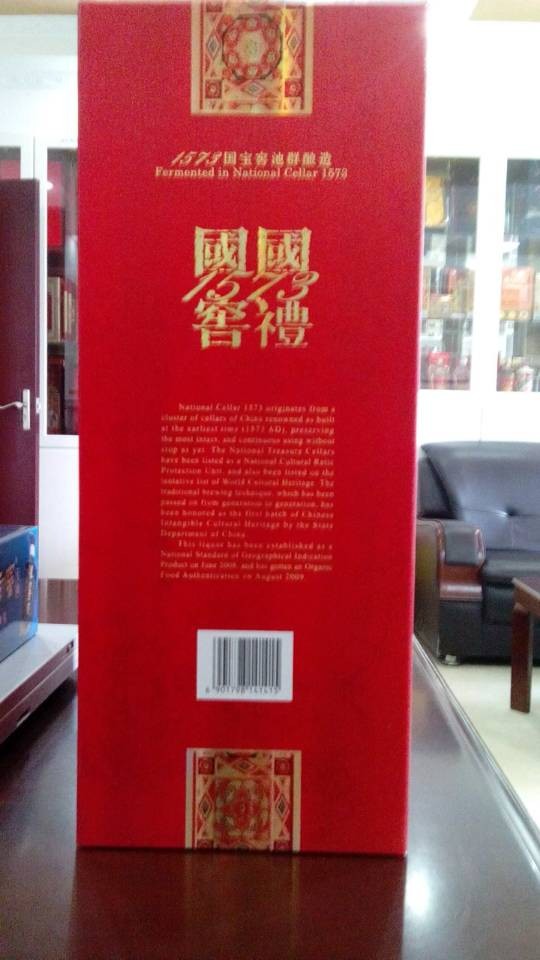 1573国宝窖池群酿造
Fermented in National Cellar 1573
國國
1573
窖禮
National Cellar 1573 originates from a
cluster of cellars of China renowned as built
at the earliest time (1573 AD), preserving
the most intact, and continuous using without
stop as yet. The National Treasury Cellars
have been listed as a National Cultural Relic
Protection Unit, and also been listed on the
tentative list of World Cultural Heritage. The
traditional brewing technique, which has been
passed on from generation to generation, has
been honored as the first batch of Chinese
Intangible Cultural Heritage by the State
Department of China.
This liquor has been established as a
National Standard of Geographical Indication
Product on June 2008, and has gotten an Organic
Food Authentication on August 2009.
6 901798 141415